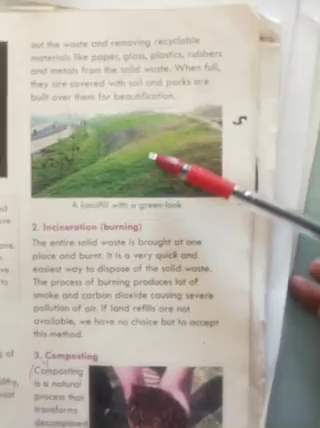 out the waste and removing recyclable
materials like paper, glass, plastics, rubbers
and metals from the solid waste. When full,
they are covered with soil and parks are
built over them for beautification.
A landfill with a green look
2. Incineration (burning)
The entire solid waste is brought at one
place and burnt. It is a very quick and
easiest way to dispose of the solid waste.
The process of burning produces lot of
smoke and carbon dioxide causing severe
pollution of air. If land refills are not
available, we have no choice but to accept
this method.
3. Composting
Composting
is a natural
process that
transforms
decomposed